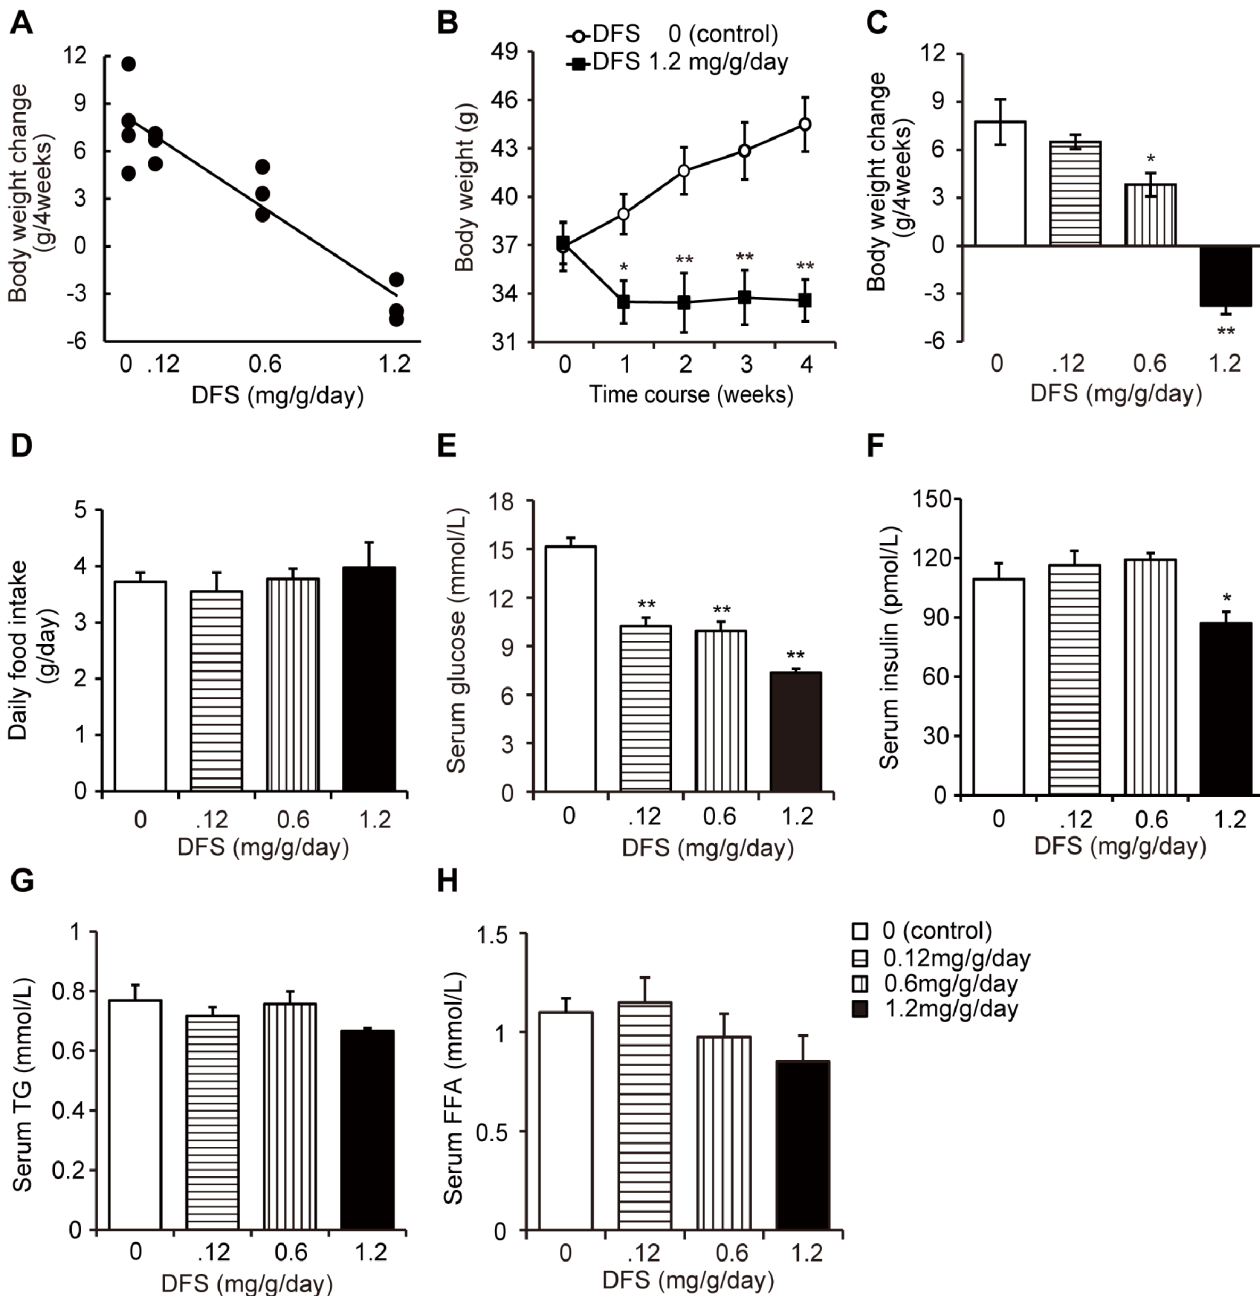 A
12
9
6
3
0
-3
-6
Body weight change
(g/4weeks)
0 .12 0.6 1.2
DFS (mg/g/day)
B
DFS 0 (control)
DFS 1.2 mg/g/day
49
46
43
40
37
34
31
Body weight (g)
* ** ** **
0 1 2 3 4
Time course (weeks)
C
12
9
6
3
0
-3
-6
Body weight change
(g/4weeks)
*
**
0 .12 0.6 1.2
DFS (mg/g/day)
D
5
4
3
2
1
0
Daily food intake
(g/day)
0 .12 0.6 1.2
DFS (mg/g/day)
E
18
15
12
9
6
3
0
Serum glucose (mmol/L)
** ** **
0 .12 0.6 1.2
DFS (mg/g/day)
F
150
120
90
60
30
0
Serum insulin (pmol/L)
*
0 .12 0.6 1.2
DFS (mg/g/day)
G
1
0.8
0.6
0.4
0.2
0
Serum TG (mmol/L)
0 .12 0.6 1.2
DFS (mg/g/day)
H
1.5
1
0.5
0
Serum FFA (mmol/L)
0 .12 0.6 1.2
DFS (mg/g/day)
0 (control)
0.12mg/g/day
0.6mg/g/day
1.2mg/g/day